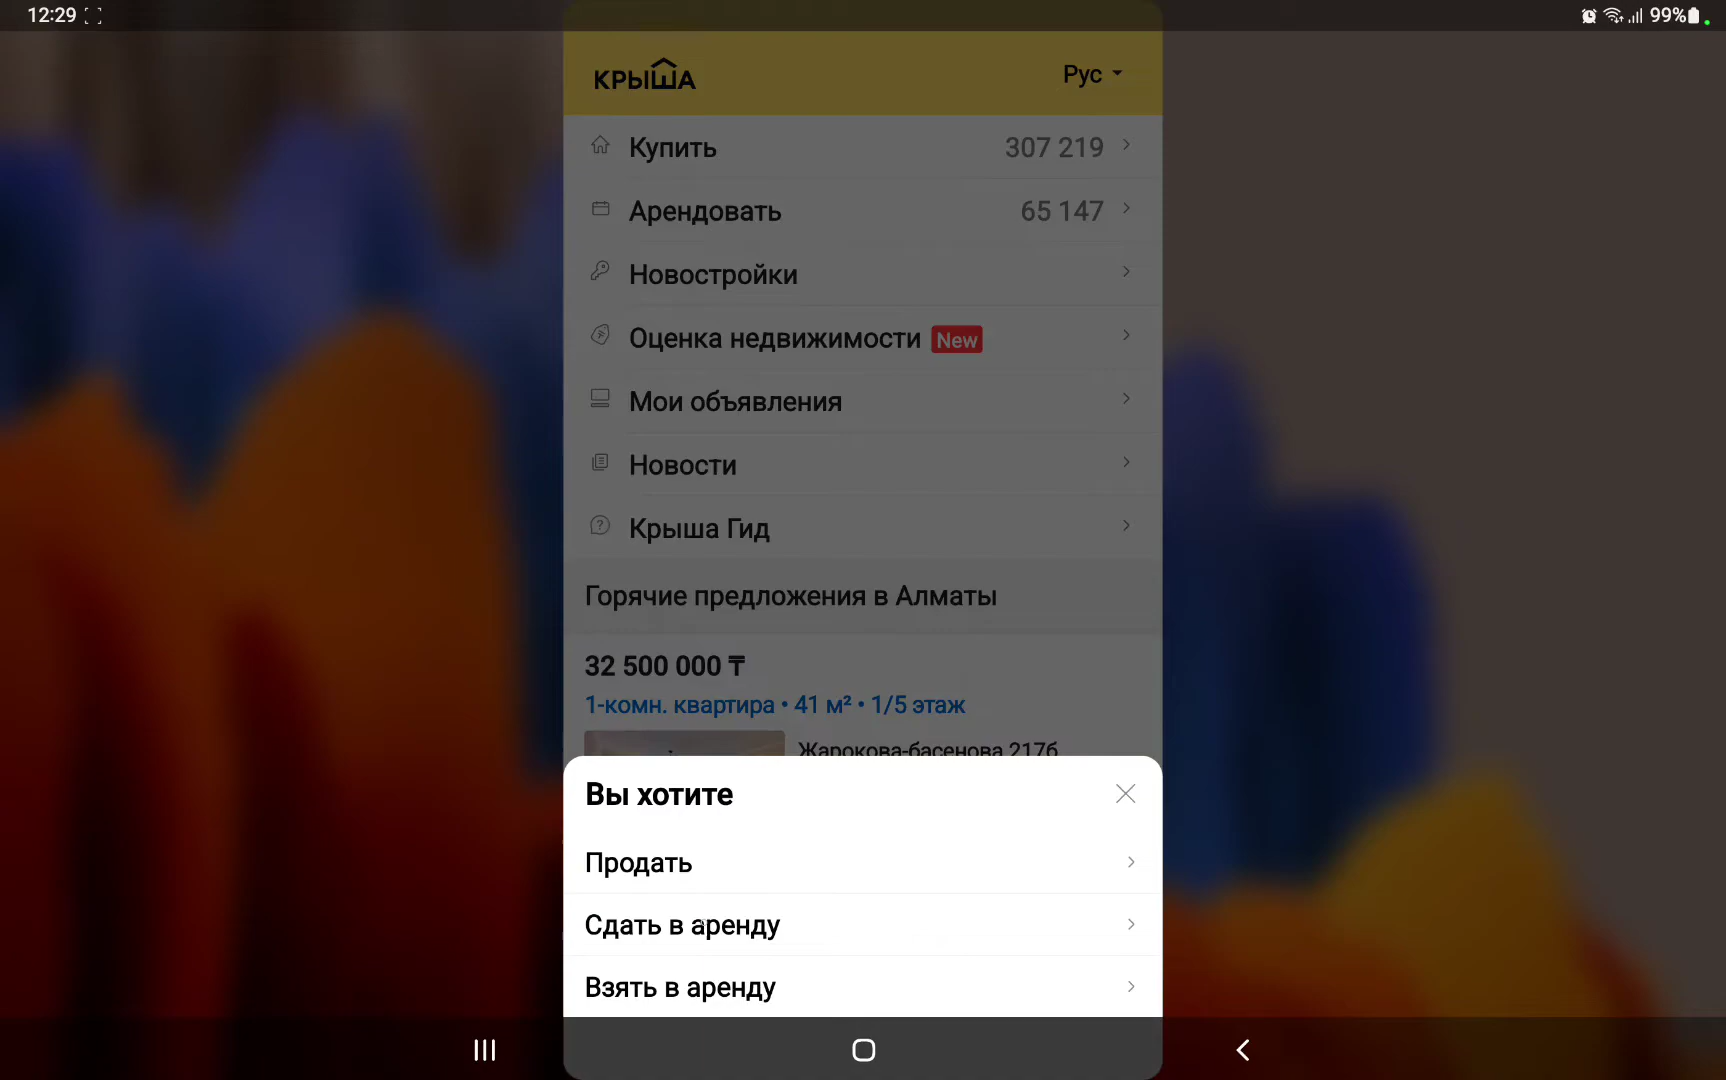 12:29
99%
КРЫША
Рус
Купить 307 219
Арендовать 65 147
Новостройки
Оценка недвижимости New
Мои объявления
Новости
Крыша Гид
Горячие предложения в Алматы
32 500 000 ₸
1-комн. квартира • 41 м² • 1/5 этаж
Жарокова-басенова 217б
Вы хотите
Продать
Сдать в аренду
Взять в аренду